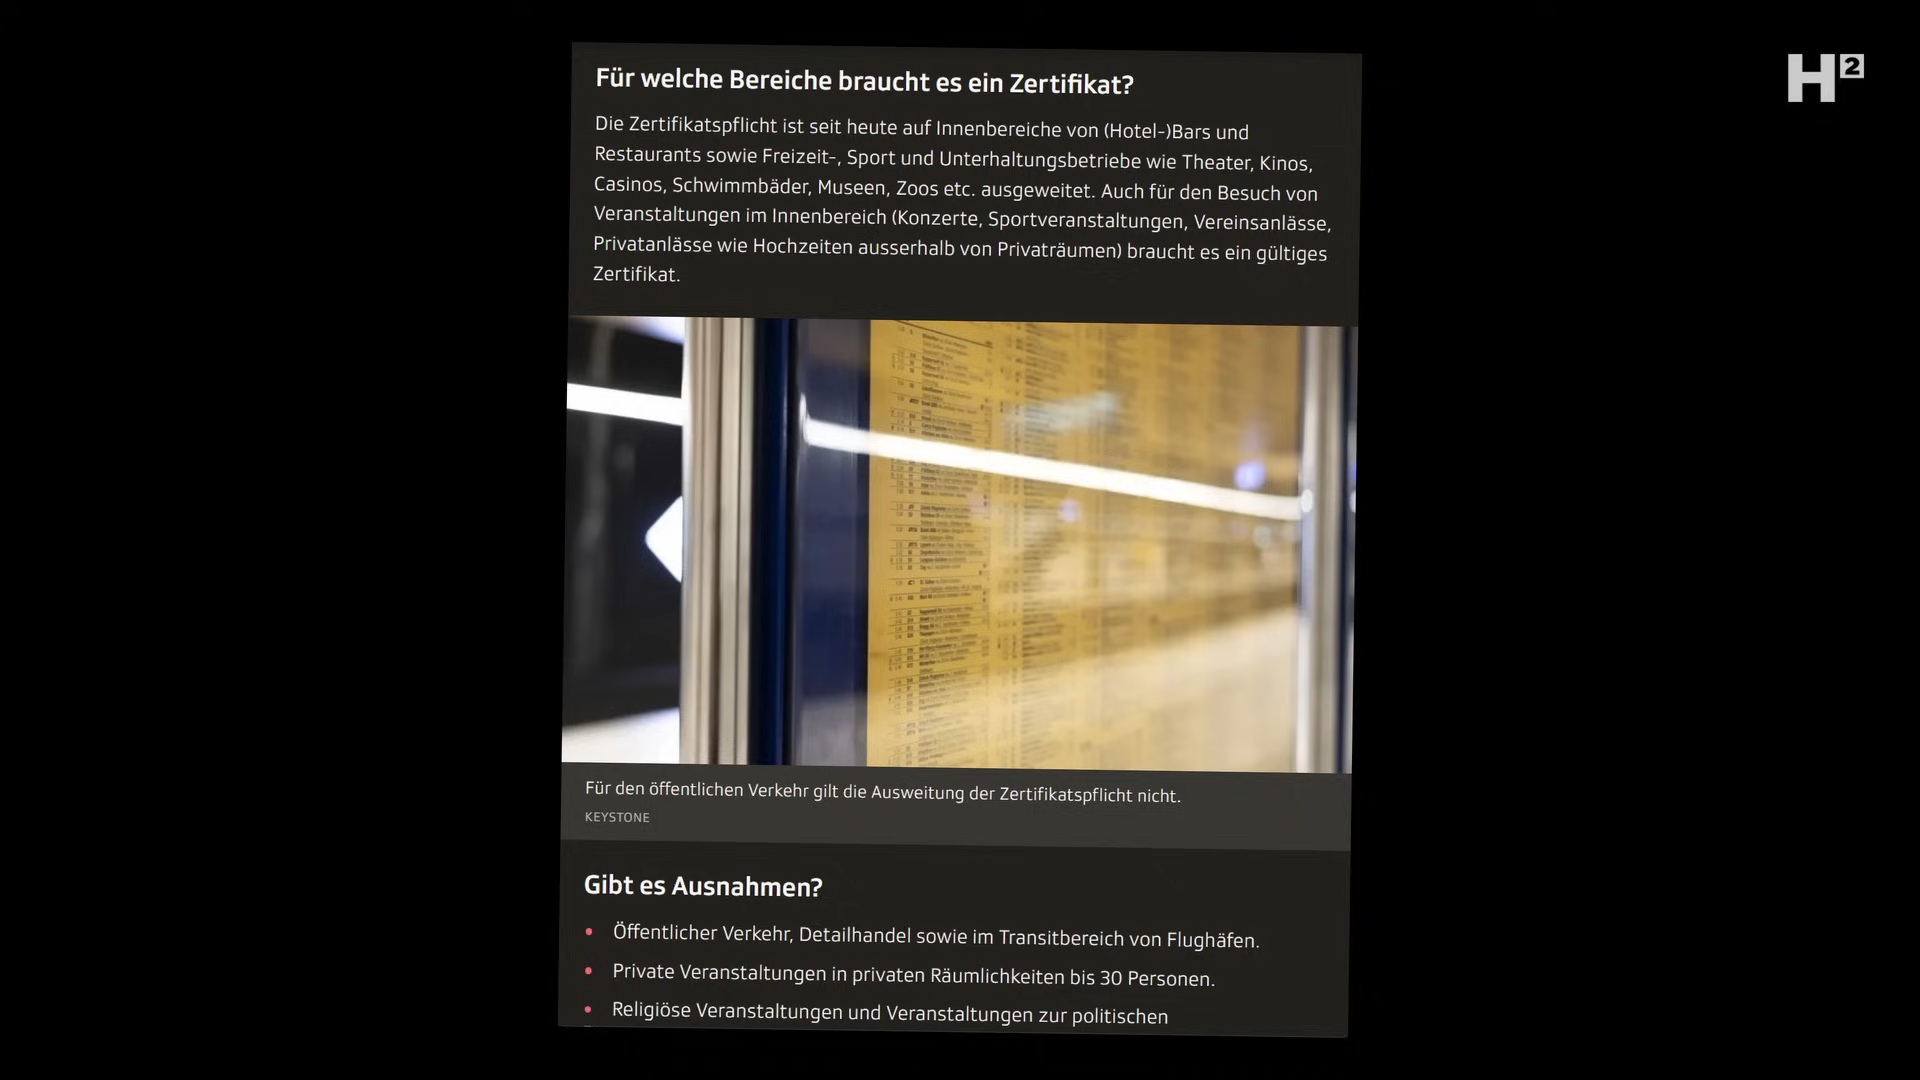 H²
Für welche Bereiche braucht es ein Zertifikat?
Die Zertifikatspflicht ist seit heute auf Innenbereiche von (Hotel-)Bars und
Restaurants sowie Freizeit-, Sport und Unterhaltungsbetriebe wie Theater, Kinos,
Casinos, Schwimmbäder, Museen, Zoos etc. ausgeweitet. Auch für den Besuch von
Veranstaltungen im Innenbereich (Konzerte, Sportveranstaltungen, Vereinsanlässe,
Privatanlässe wie Hochzeiten ausserhalb von Privaträumen) braucht es ein gültiges
Zertifikat.
Für den öffentlichen Verkehr gilt die Ausweitung der Zertifikatspflicht nicht.
KEYSTONE
Gibt es Ausnahmen?
• Öffentlicher Verkehr, Detailhandel sowie im Transitbereich von Flughäfen.
• Private Veranstaltungen in privaten Räumlichkeiten bis 30 Personen.
• Religiöse Veranstaltungen und Veranstaltungen zur politischen